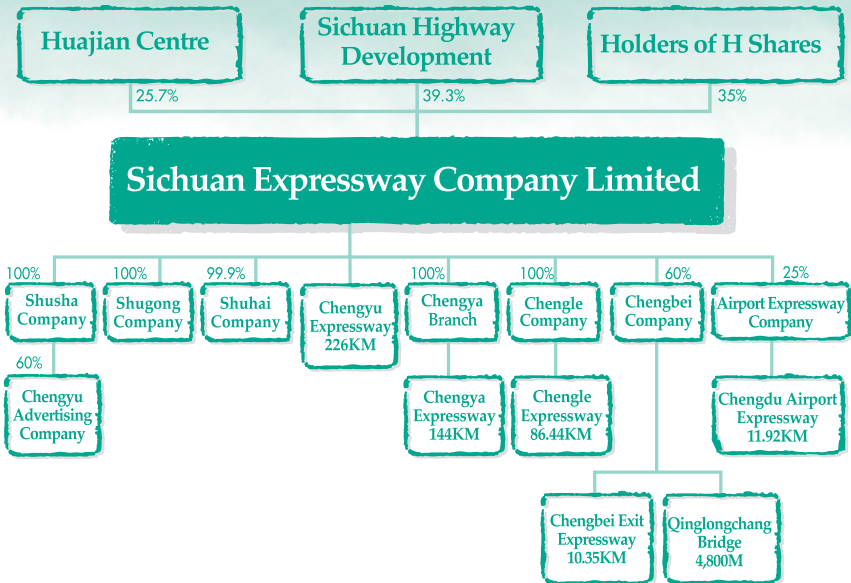 Huajian Centre
Sichuan Highway
Development
Holders of H Shares
25.7%
39.3%
35%
Sichuan Expressway Company Limited
100%
100%
99.9%
100%
100%
60%
25%
Shusha
Company
Shugong
Company
Shuhai
Company
Chengyu
Expressway
226KM
Chengya
Branch
Chengle
Company
Chengbei
Company
Airport Expressway
Company
60%
Chengyu
Advertising
Company
Chengya
Expressway
144KM
Chengle
Expressway
86.44KM
Chengdu Airport
Expressway
11.92KM
Chengbei Exit
Expressway
10.35KM
Qinglongchang
Bridge
4,800M